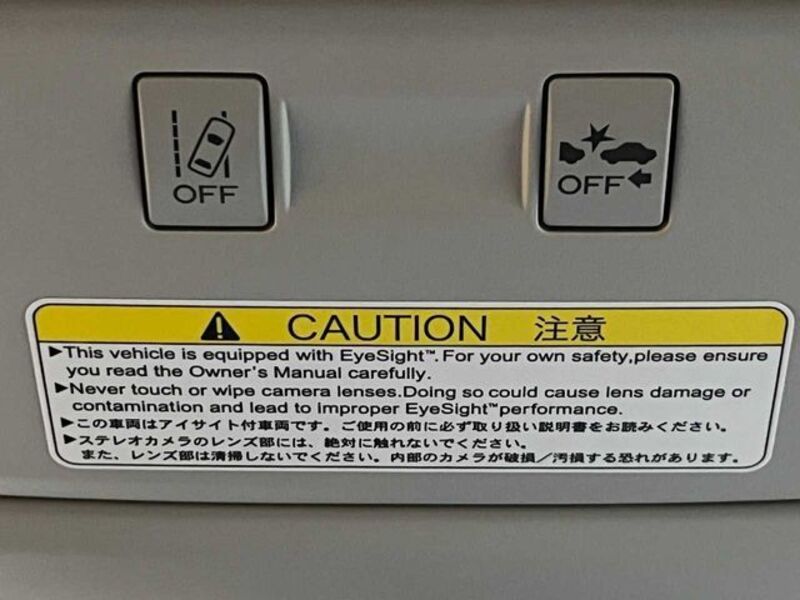 OFF
OFF
CAUTION 注意
▶This vehicle is equipped with EyeSight™. For your own safety,please ensure
you read the Owner's Manual carefully.
▶Never touch or wipe camera lenses.Doing so could cause lens damage or
contamination and lead to improper EyeSight™performance.
▶この車両はアイサイト付車両です。ご使用の前に必ず取り扱い説明書をお読みください。
▶ステレオカメラのレンズ部には、絶対に触れないでください。
また、レンズ部は清掃しないでください。内部のカメラが破損／汚損する恐れがあります。